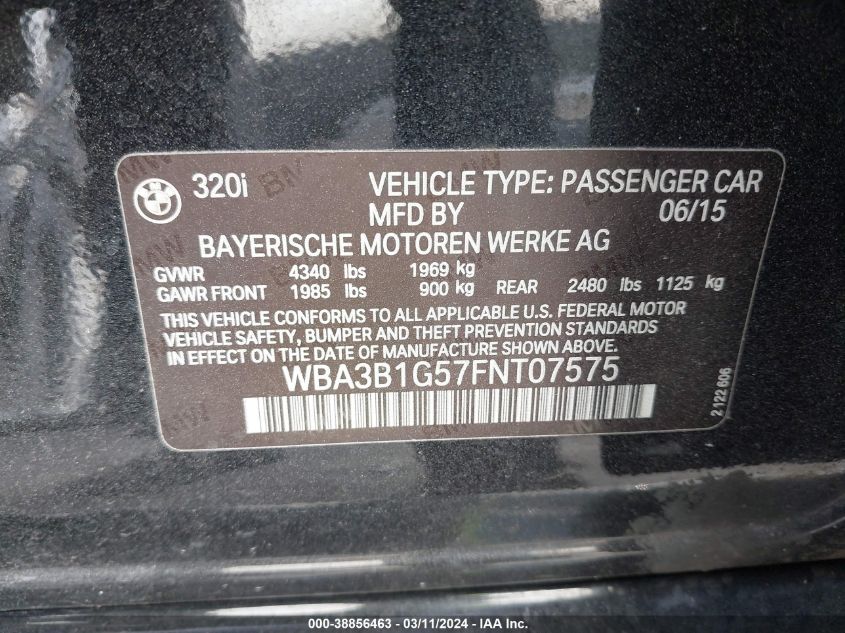 BMW
320i VEHICLE TYPE: PASSENGER CAR
MFD BY 06/15
BAYERISCHE MOTOREN WERKE AG
GVWR 4340 lbs 1969 kg
GAWR FRONT 1985 lbs 900 kg REAR 2480 lbs 1125 kg
THIS VEHICLE CONFORMS TO ALL APPLICABLE U.S. FEDERAL MOTOR
VEHICLE SAFETY, BUMPER AND THEFT PREVENTION STANDARDS
IN EFFECT ON THE DATE OF MANUFACTURE SHOWN ABOVE.
WBA3B1G57FNT07575
2122606
000-38856463 - 03/11/2024 - IAA Inc.